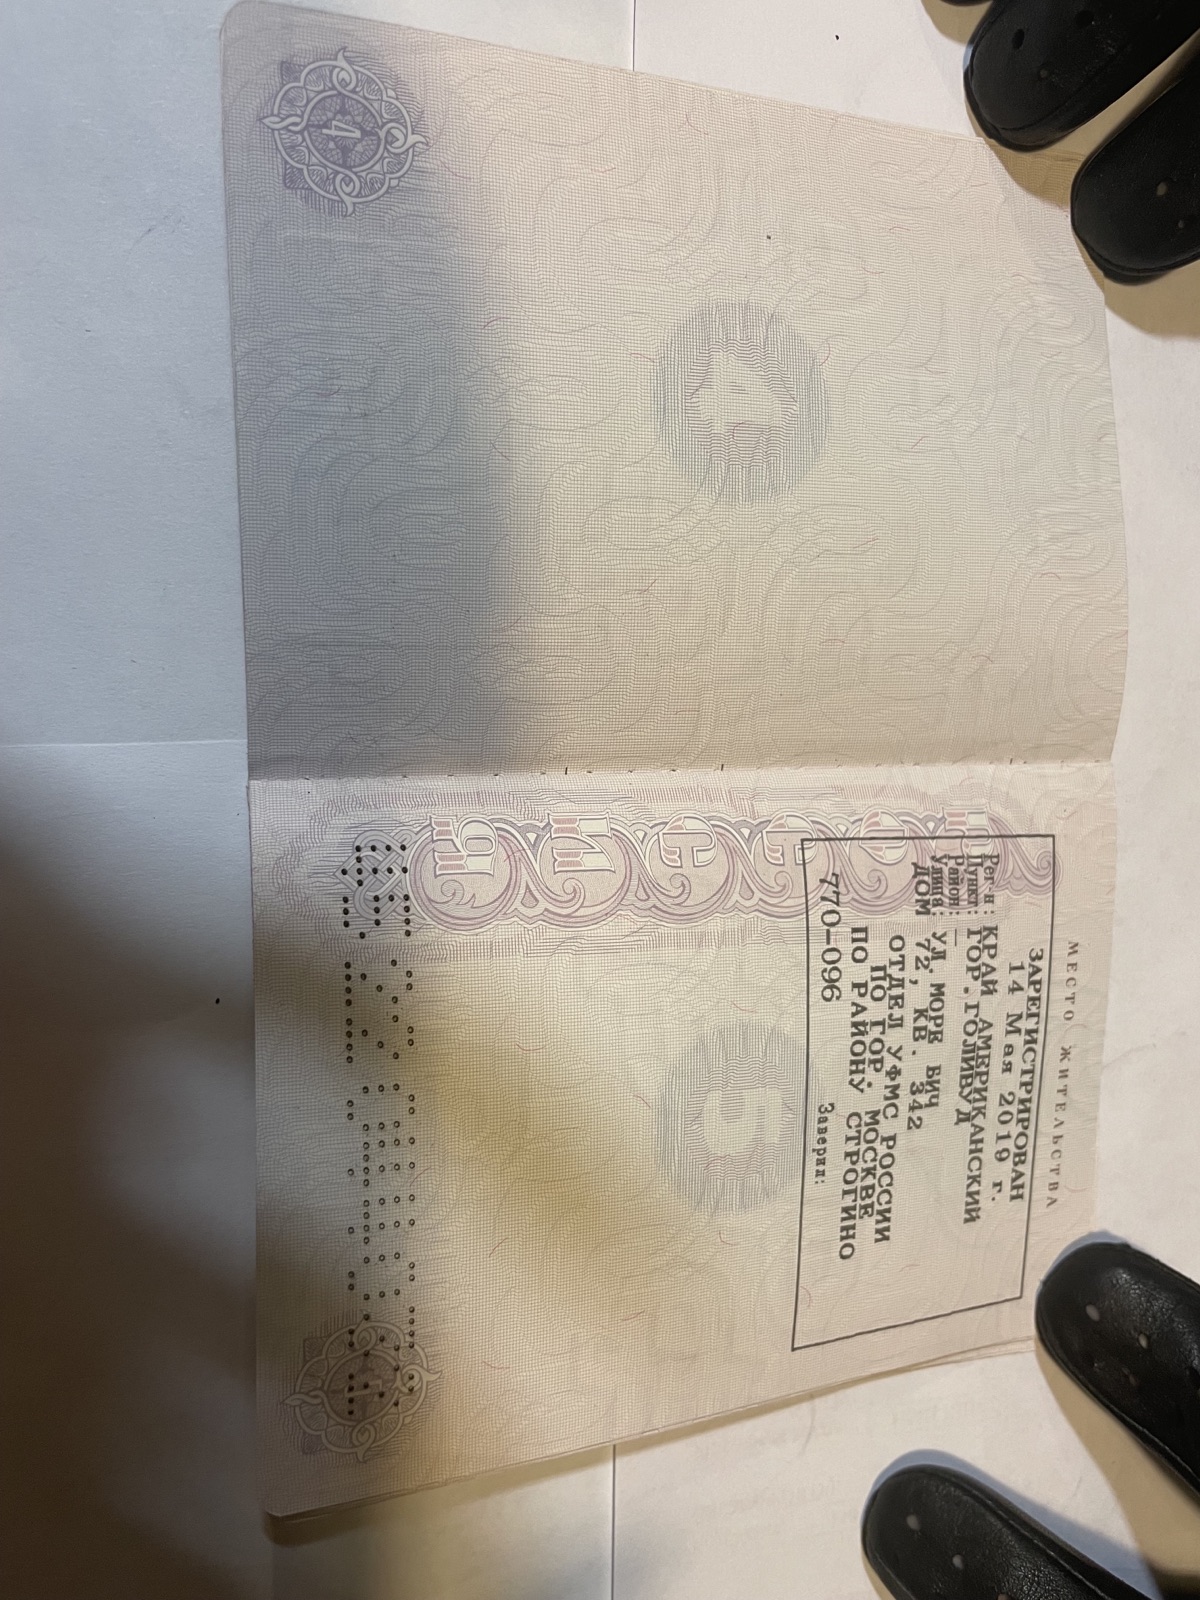 МЕСТО ЖИТЕЛЬСТВА
ЗАРЕГИСТРИРОВАН
14 Мая 2019 г.
Рег-н: КРАЙ АМЕРИКАНСКИЙ
Пункт: ГОР. ГОЛИВУД
район: —
Улица: УЛ. МОРЕ ВИЧ
ДОМ 72, КВ. 342
ОТДЕЛ УФМС РОССИИ
ПО ГОР. МОСКВЕ
ПО РАЙОНУ СТРОГИНО
770-096
Заверил:
4